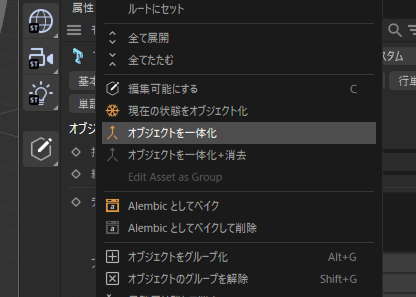 属性
ルートにセット
全て展開
全てたたむ
編集可能にする C
現在の状態をオブジェクト化
オブジェクトを一体化
オブジェクトを一体化+消去
Edit Asset as Group
Alembic としてベイク
Alembic としてベイクして削除
オブジェクトをグループ化 Alt+G
オブジェクトのグループを解除 Shift+G
ST
ST
ST
基本
単語
オブジ
スタム
行単